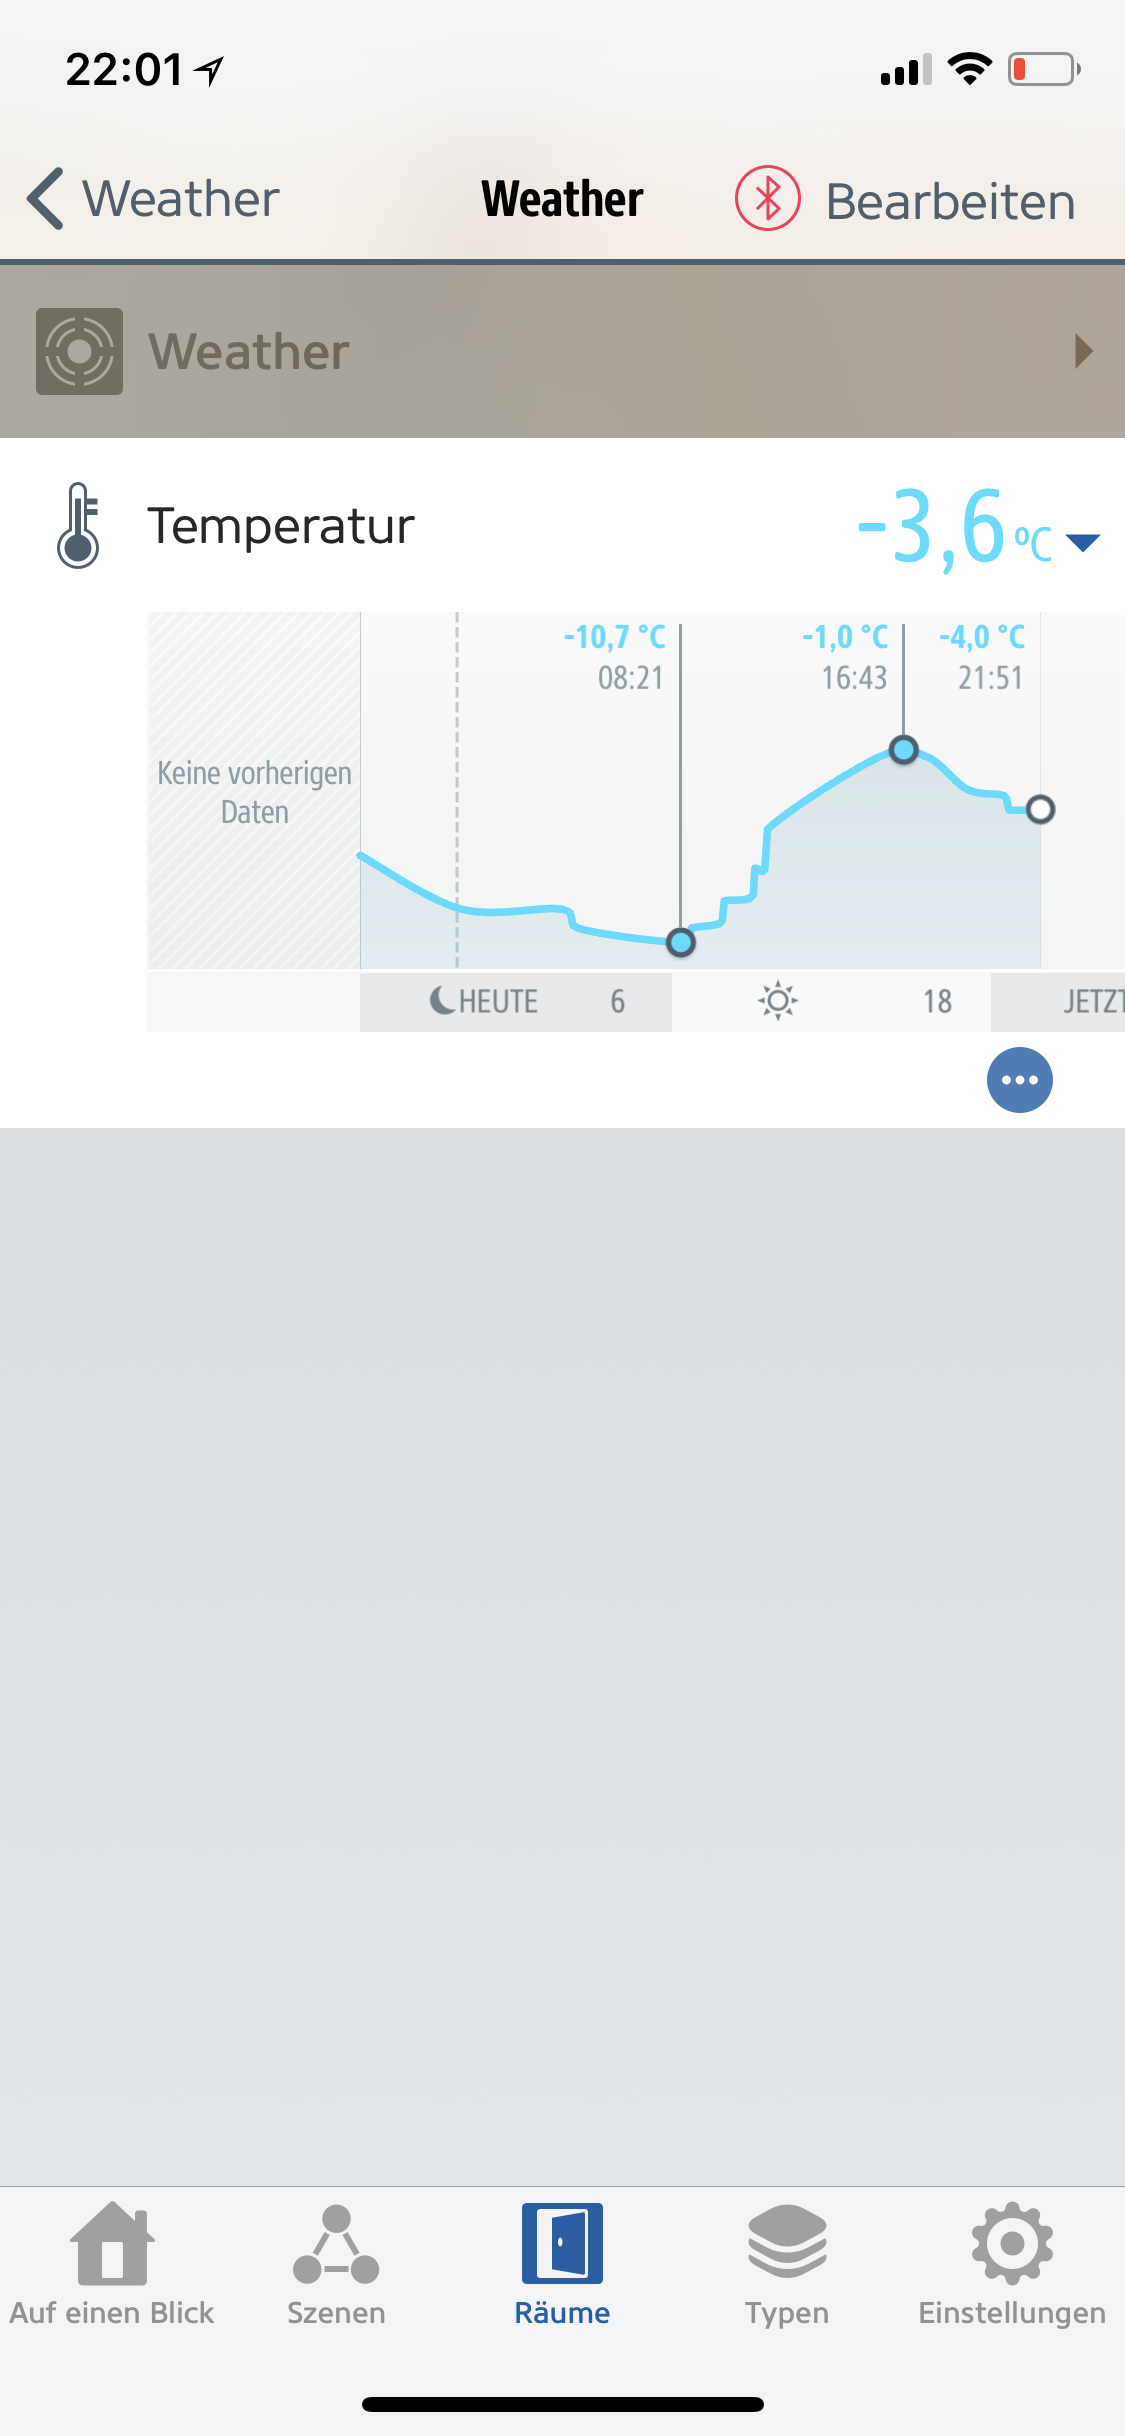 22:01
Weather
Weather
Bearbeiten
Weather
Temperatur
-3,6 °C
-10,7 °C
08:21
-1,0 °C
16:43
-4,0 °C
21:51
Keine vorherigen
Daten
HEUTE 6 18 JETZT
Auf einen Blick
Szenen
Räume
Typen
Einstellungen